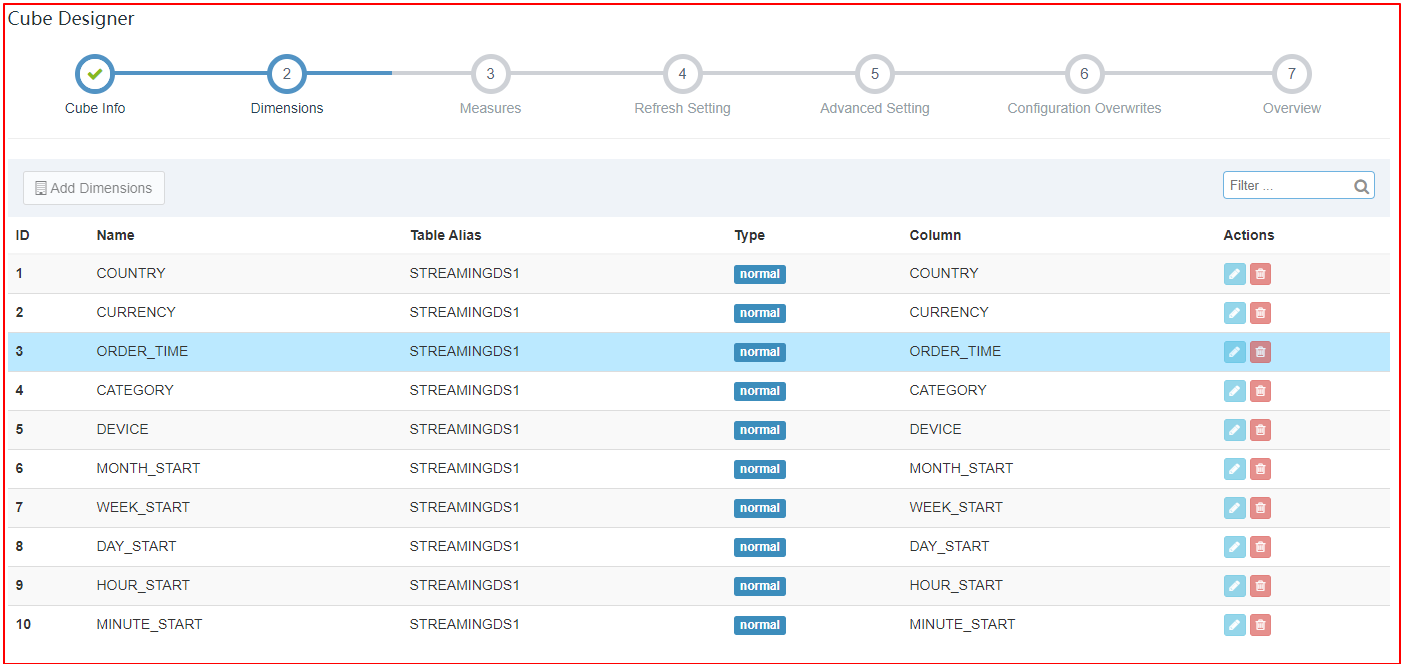 Cube Designer
2 3 4 5 6 7
Cube Info Dimensions Measures Refresh Setting Advanced Setting Configuration Overwrites Overview
Add Dimensions Filter ...
ID Name Table Alias Type Column Actions
1 COUNTRY STREAMINGDS1 normal COUNTRY
2 CURRENCY STREAMINGDS1 normal CURRENCY
3 ORDER_TIME STREAMINGDS1 normal ORDER_TIME
4 CATEGORY STREAMINGDS1 normal CATEGORY
5 DEVICE STREAMINGDS1 normal DEVICE
6 MONTH_START STREAMINGDS1 normal MONTH_START
7 WEEK_START STREAMINGDS1 normal WEEK_START
8 DAY_START STREAMINGDS1 normal DAY_START
9 HOUR_START STREAMINGDS1 normal HOUR_START
10 MINUTE_START STREAMINGDS1 normal MINUTE_START